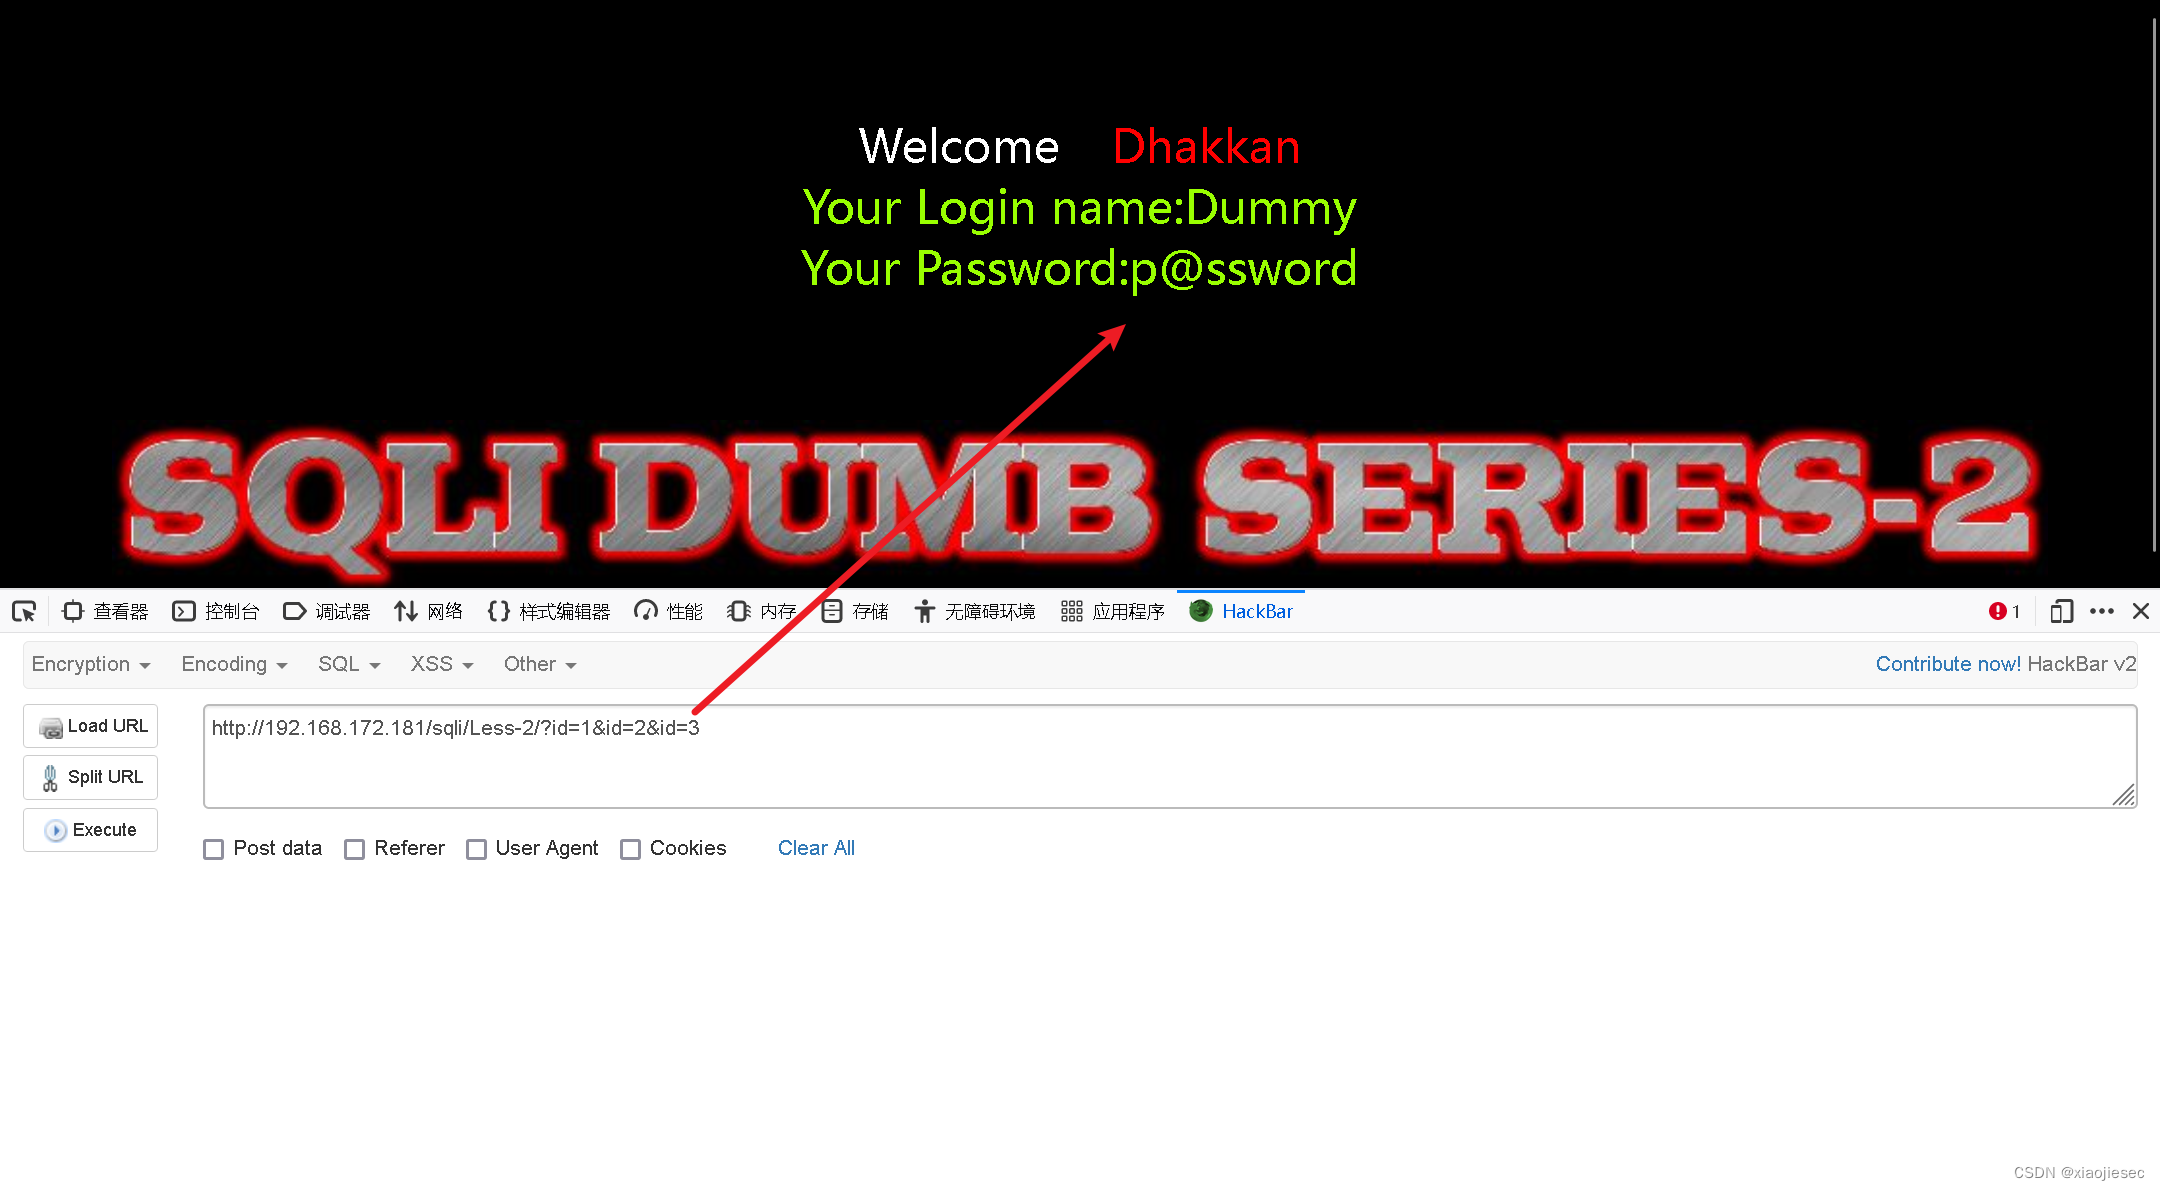 Welcome Dhakkan
Your Login name:Dummy
Your Password:p@ssword
SQLI DUMB SERIES-2
查看器 控制台 调试器 网络 样式编辑器 性能 内存 存储 无障碍环境 应用程序 HackBar 1
Encryption Encoding SQL XSS Other Contribute now! HackBar v2
Load URL http://192.168.172.181/sqli/Less-2/?id=1&id=2&id=3
Split URL
Execute
Post data Referer User Agent Cookies Clear All
CSDN @xiaojiesec